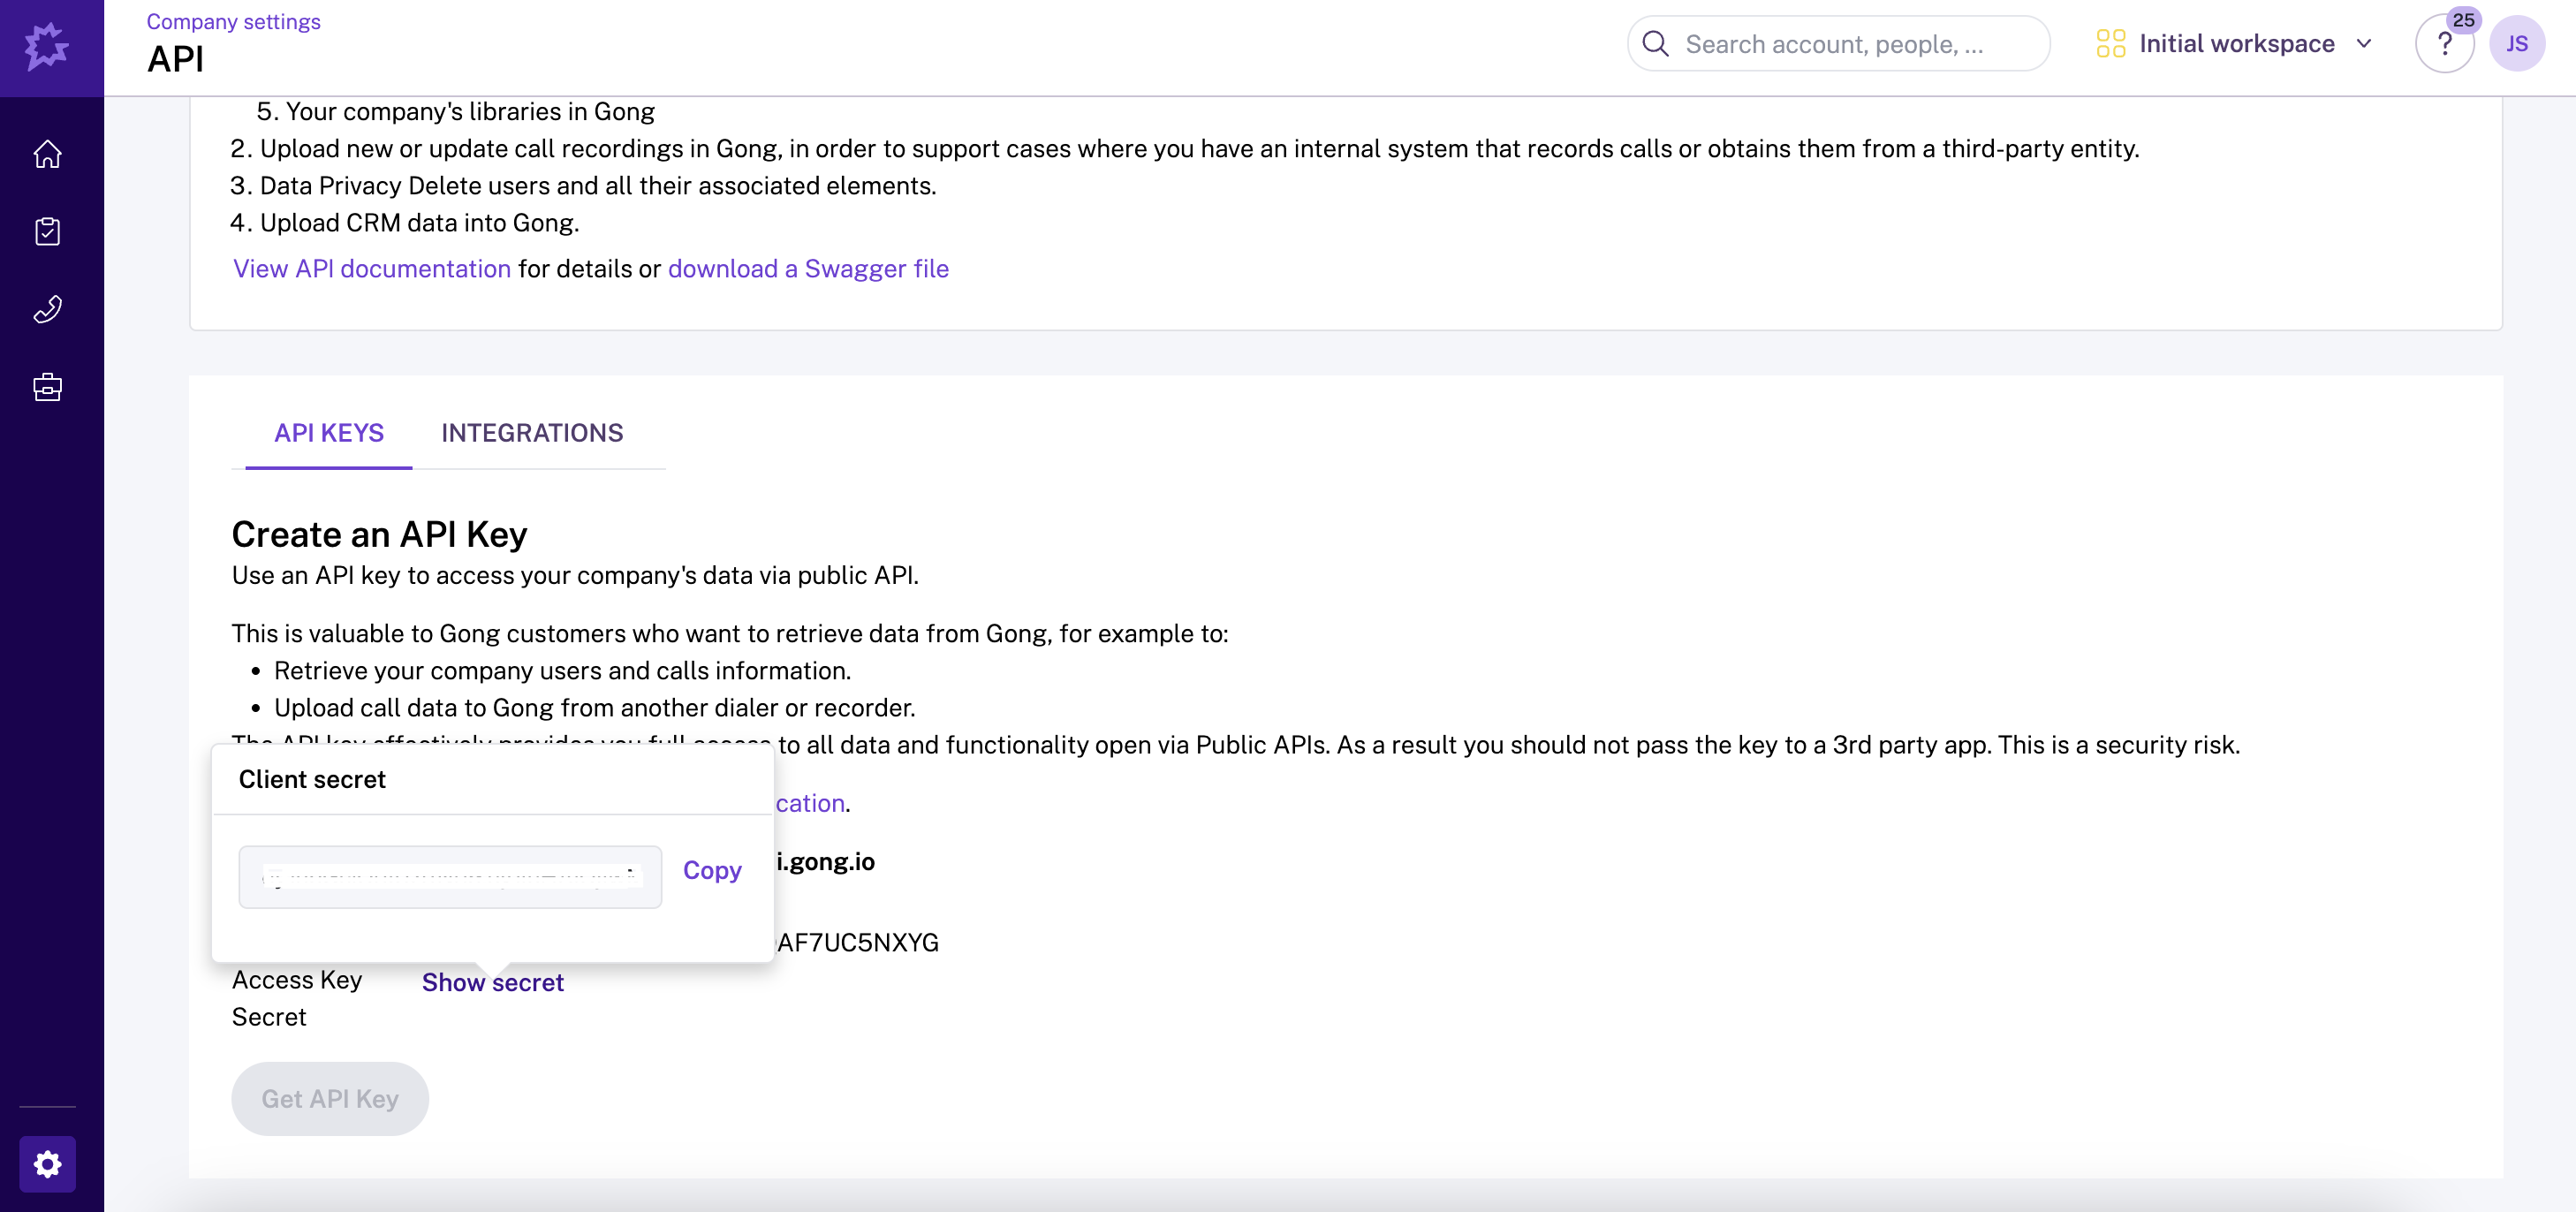 Company settings
API
Search account, people, ...
Initial workspace
25
?
JS
5. Your company's libraries in Gong
2. Upload new or update call recordings in Gong, in order to support cases where you have an internal system that records calls or obtains them from a third-party entity.
3. Data Privacy Delete users and all their associated elements.
4. Upload CRM data into Gong.
View API documentation for details or download a Swagger file
API KEYS
INTEGRATIONS
Create an API Key
Use an API key to access your company's data via public API.
This is valuable to Gong customers who want to retrieve data from Gong, for example to:
• Retrieve your company users and calls information.
• Upload call data to Gong from another dialer or recorder.
The API key effectively provides you full access to all data and functionality open via Public APIs. As a result you should not pass the key to a 3rd party app. This is a security risk.
Client secret
cation.
Copy
i.gong.io
AF7UC5NXYG
Access Key
Secret
Show secret
Get API Key